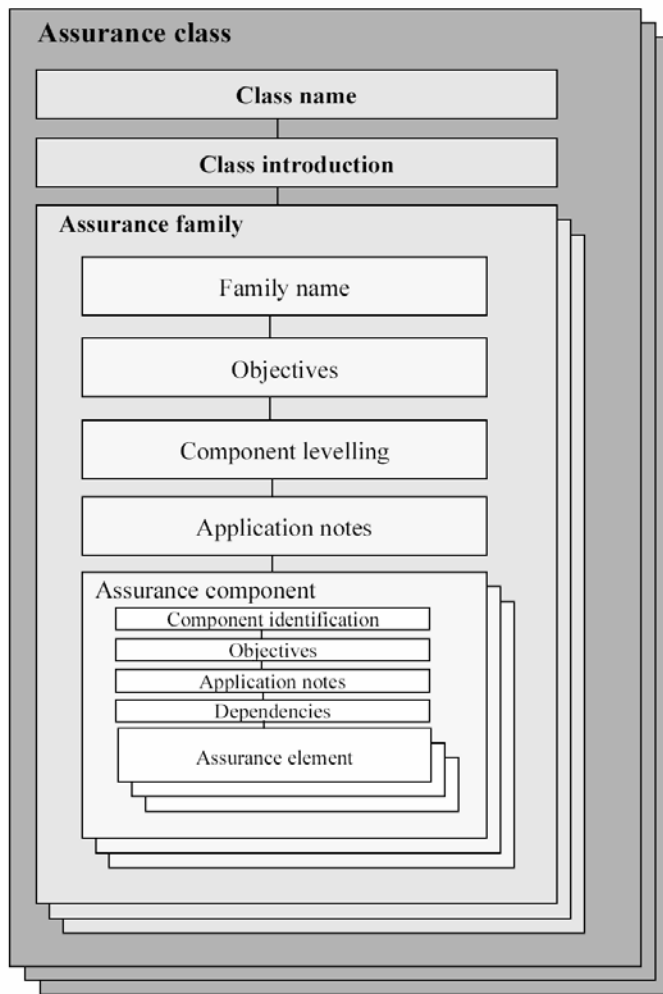 Assurance class
Class name
Class introduction
Assurance family
Family name
Objectives
Component levelling
Application notes
Assurance component
Component identification
Objectives
Application notes
Dependencies
Assurance element